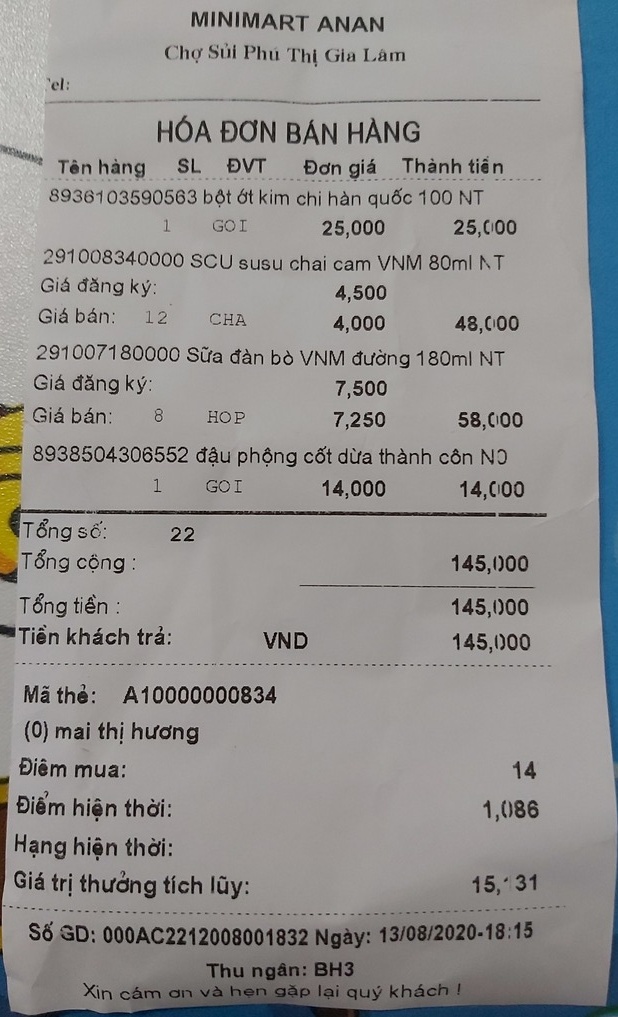 MINIMART ANAN
Chợ Sủi Phú Thị Gia Lâm
Tel:
HÓA ĐƠN BÁN HÀNG
Tên hàng SL ĐVT Đơn giá Thành tiền
8936103590563 bột ớt kim chi hàn quốc 100 NT
1 GOI 25,000 25,000
291008340000 SCU susu chai cam VNM 80ml NT
Giá đăng ký: 4,500
Giá bán: 12 CHA 4,000 48,000
291007180000 Sữa đàn bò VNM đường 180ml NT
Giá đăng ký: 7,500
Giá bán: 8 HOP 7,250 58,000
8938504306552 đậu phộng cốt dừa thành côn
1 GOI 14,000 14,000
Tổng số: 22
Tổng cộng : 145,000
Tổng tiền : 145,000
Tiền khách trả: VND 145,000
Mã thẻ: A10000000834
(0) mai thị hương
Điêm mua: 14
Điểm hiện thời: 1,086
Hạng hiện thời:
Giá trị thưởng tích lũy:
Số GD: 000AC2212008001832 Ngày: 13/08/2020-18:15
Thu ngân: BH3
Xin cám ơn và hẹn gặp lại quý khách !